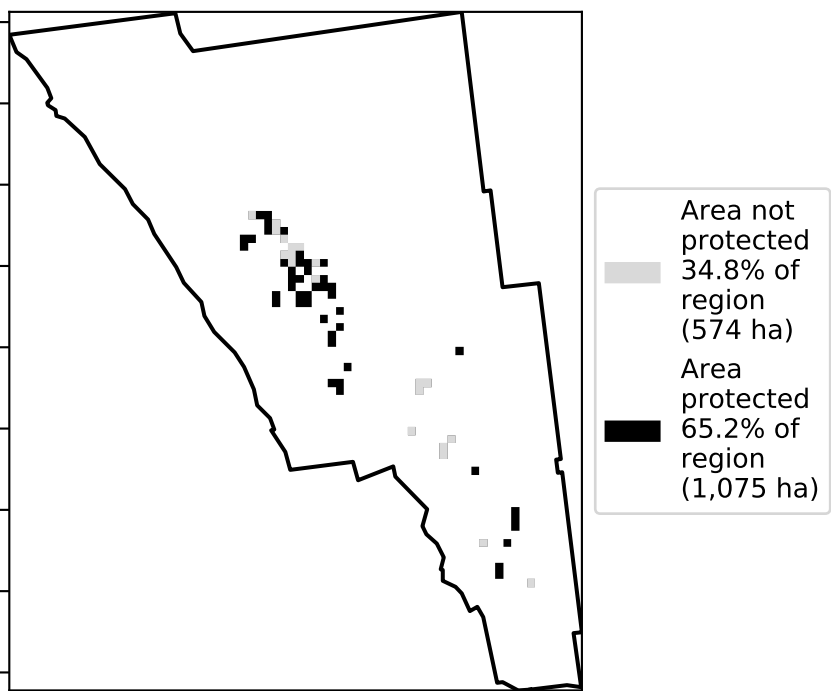 Area not
protected
34.8% of
region
(574 ha)
Area
protected
65.2% of
region
(1,075 ha)